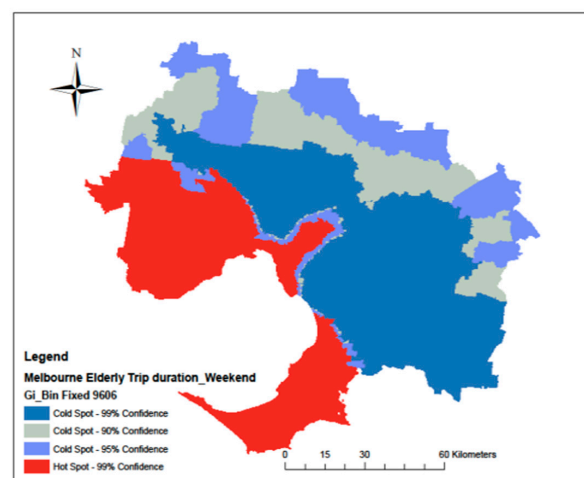 N
Legend
Melbourne Elderly Trip duration_Weekend
Gi_Bin Fixed 9606
Cold Spot - 99% Confidence
Cold Spot - 90% Confidence
Cold Spot - 95% Confidence
Hot Spot - 99% Confidence
0 15 30 60 Kilometers